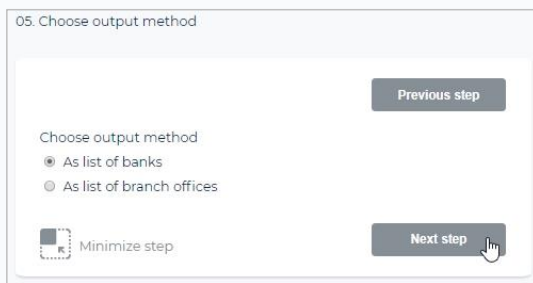 05. Choose output method
Previous step
Choose output method
As list of banks
As list of branch offices
Minimize step
Next step